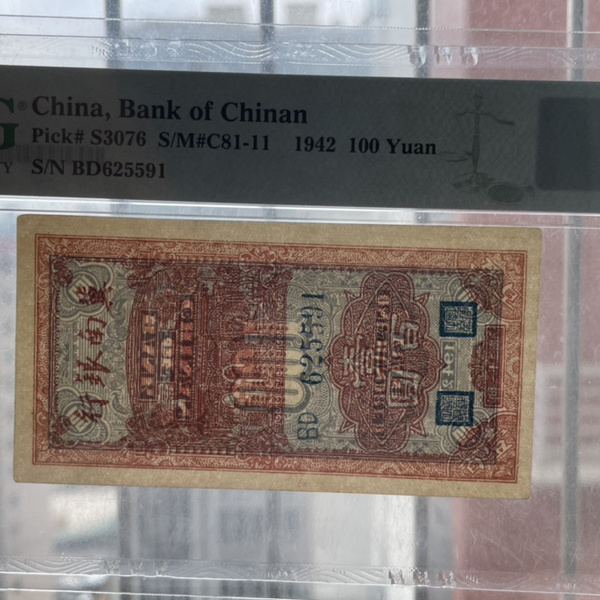 China, Bank of Chinan
Pick# S3076 S/M#C81-11 1942 100 Yuan
S/N BD625591
冀南銀行
BD 625591
壹百圓